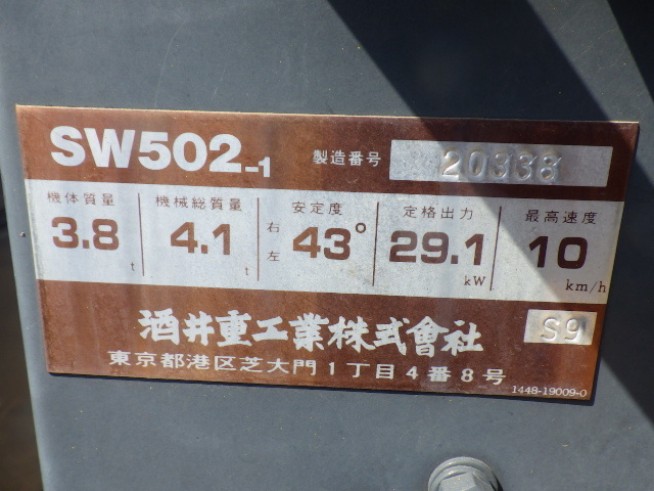 SW502-1 製造番号 20338
機体質量 機械総質量 安定度 定格出力 最高速度
3.8 t 4.1 t 右 左 43° 29.1 kW 10 km/h
酒井重工業株式會社 S9
東京都港区芝大門1丁目4番8号
1448-19009-0